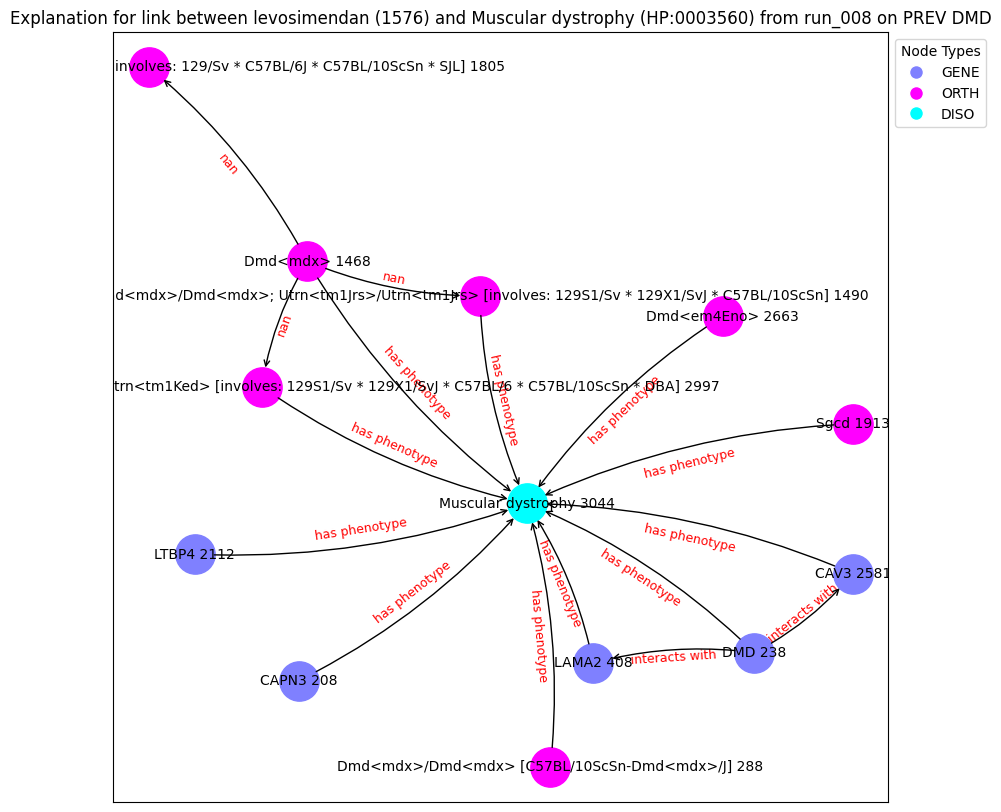 Explanation for link between levosimendan (1576) and Muscular dystrophy (HP:0003560) from run_008 on PREV DMD
Node Types
GENE
ORTH
DISO
involves: 129/Sv * C57BL/6J * C57BL/10ScSn * SJL] 1805
nan
Dmd<mdx> 1468
nan
d<mdx>/Dmd<mdx>; Utrn<tm1Jrs>/Utrn<tm1Jrs> [involves: 129S1/Sv * 129X1/SvJ * C57BL/10ScSn] 1490
Dmd<em4Eno> 2663
nan
has phenotype
has phenotype
has phenotype
trn<tm1Ked> [involves: 129S1/Sv * 129X1/SvJ * C57BL/6 * C57BL/10ScSn * DBA] 2997
Sgcd 1913
has phenotype
has phenotype
Muscular dystrophy 3044
has phenotype
has phenotype
LTBP4 2112
has phenotype
has phenotype
CAV3 2581
has phenotype
interacts with
has phenotype
DMD 238
interacts with
LAMA2 408
CAPN3 208
Dmd<mdx>/Dmd<mdx> [C57BL/10ScSn-Dmd<mdx>/J] 288